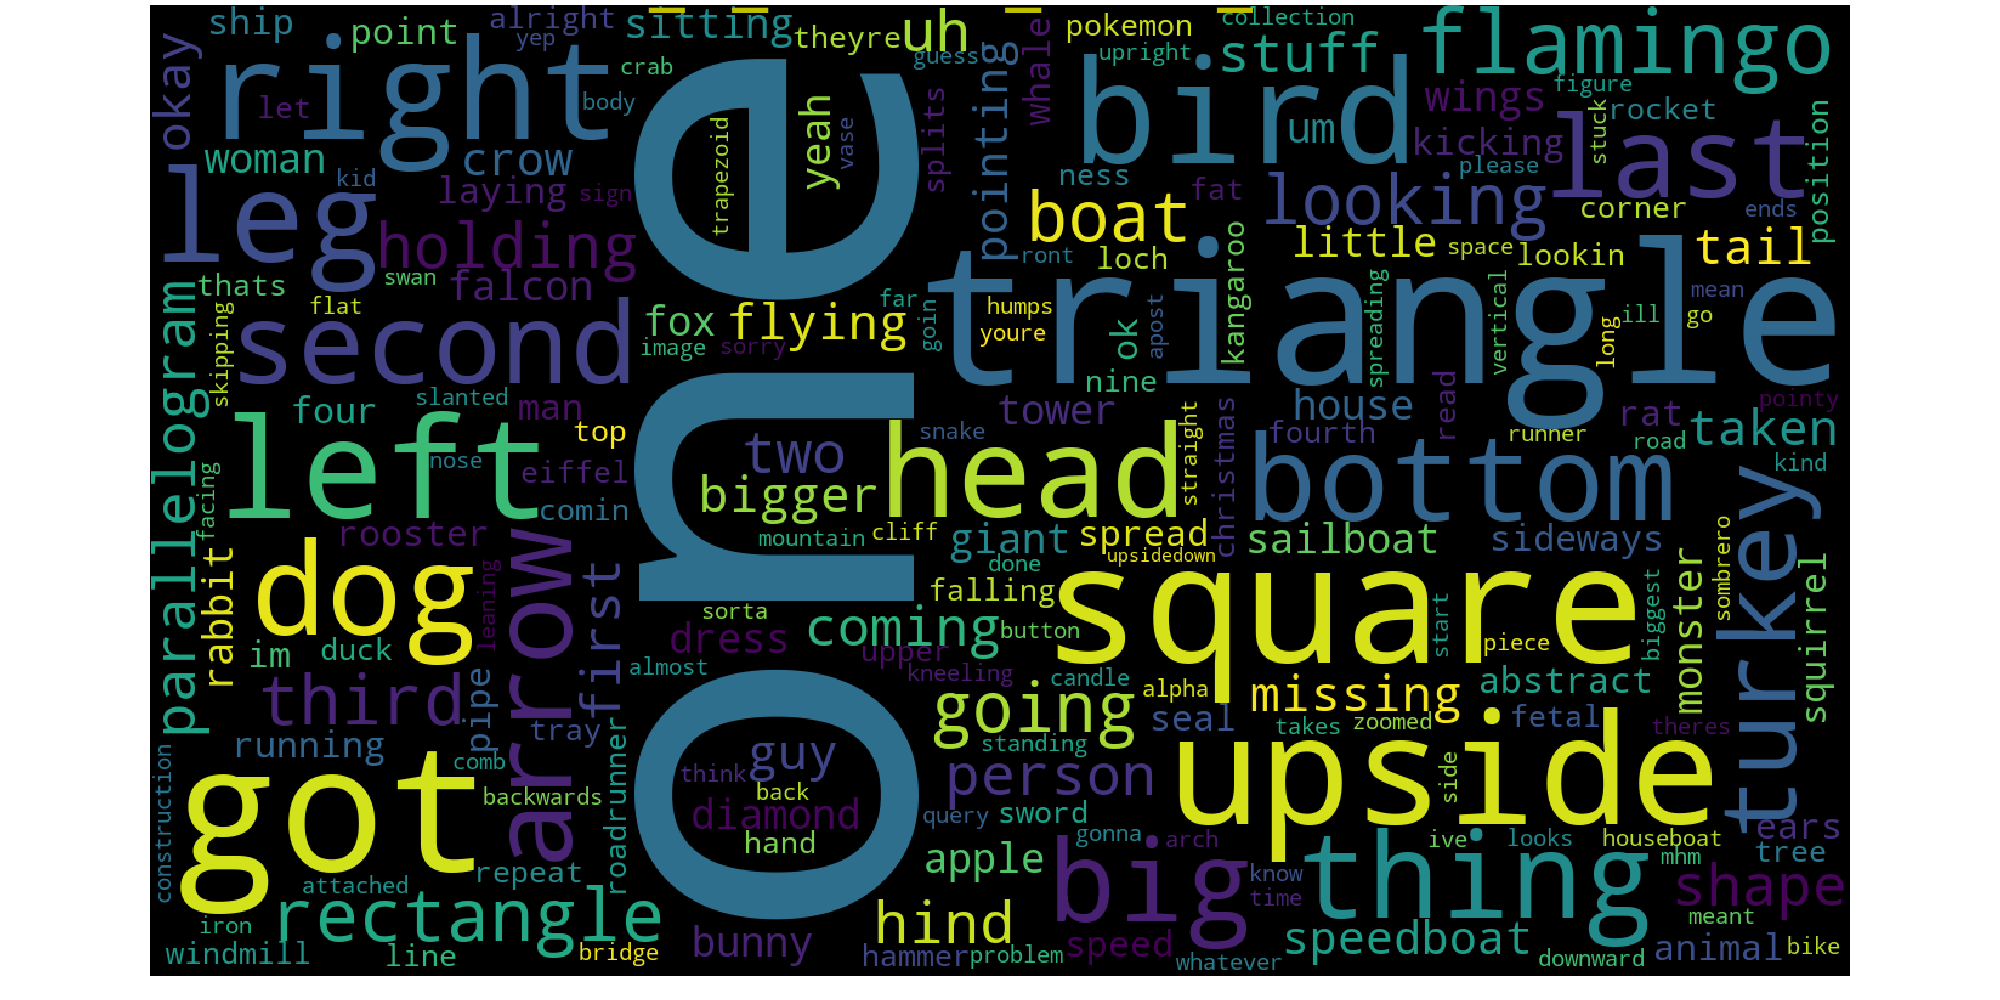 one
triangle
right
bird
flamingo
last
leg
second
left
head
bottom
square
upside
got
dog
arrow
turkey
thing
big
rectangle
parallelogram
ship
point
alright
yep
sitting
theyre
uh
guess
pokemon
upright
collection
stuff
okay
let
crab
body
woman
crow
kid
laying
sign
holding
thats
swan
flat
falcon
trapezoid
yeah
vase
splits
pointing
whale
um
wings
figure
rocket
kicking
stuck
please
position
ness
fat
looking
corner
ends
boat
little
space
lookin
tail
ront
loch
kangaroo
mean
skipping
fox
flying
far
goin
humps
youre
image
sorry
ok
apost
spreading
vertical
long
ill
go
nine
four
slanted
man
top
two
tower
house
read
rat
pointy
snake
straight
christmas
fourth
runner
road
taken
kind
facing
nose
eiffel
comin
bigger
mountain
cliff
giant
spread
upsidedown
sailboat
sideways
rooster
rabbit
leaning
first
done
falling
monster
sombrero
squirrel
im
duck
sorta
dress
coming
button
start
biggest
piece
almost
upper
kneeling
candle
alpha
missing
abstract
third
pipe
tray
going
seal
takes
zoomed
fetal
theres
running
comb
roadrunner
guy
standing
think
back
person
side
construction
backwards
diamond
hand
query
sword
gonna
arch
ive
looks
houseboat
mhm
ears
tree
repeat
attached
apple
know
time
shape
iron
windmill
line
bridge
bunny
hind
hammer
problem
speed
whatever
speedboat
downward
meant
animal
bike